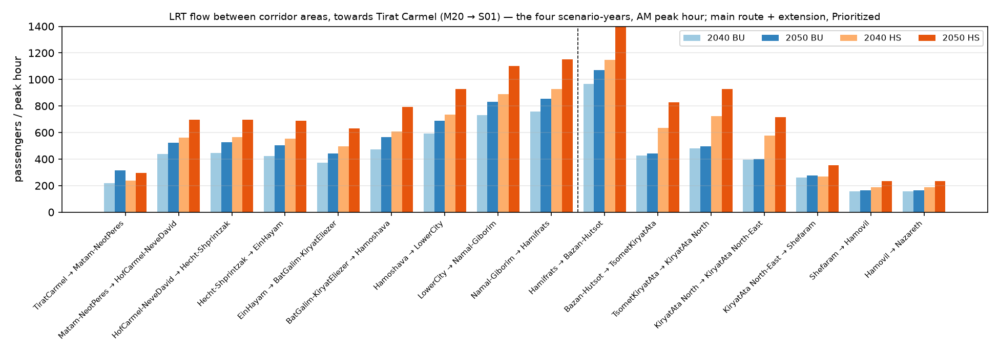 LRT flow between corridor areas, towards Tirat Carmel (M20 → S01) — the four scenario-years, AM peak hour; main route + extension, Prioritized
2040 BU
2050 BU
2040 HS
2050 HS
passengers / peak hour
1400
1200
1000
800
600
400
200
0
TiratCarmel → Matam-NeotPeres
Matam-NeotPeres → HofCarmel-NeveDavid
HofCarmel-NeveDavid → Hecht-Shprintzak
Hecht-Shprintzak → EinHayam
EinHayam → BatGalim-KiryatEliezer
BatGalim-KiryatEliezer → Hamoshava
Hamoshava → LowerCity
LowerCity → Namal-Giborim
Namal-Giborim → Hamifrats
Hamifrats → Bazan-Hutsot
Bazan-Hutsot → TsometKiryatAta
TsometKiryatAta → KiryatAta North
KiryatAta North → KiryatAta North-East
KiryatAta North-East → Shefaram
Shefaram → Hamovil
Hamovil → Nazareth